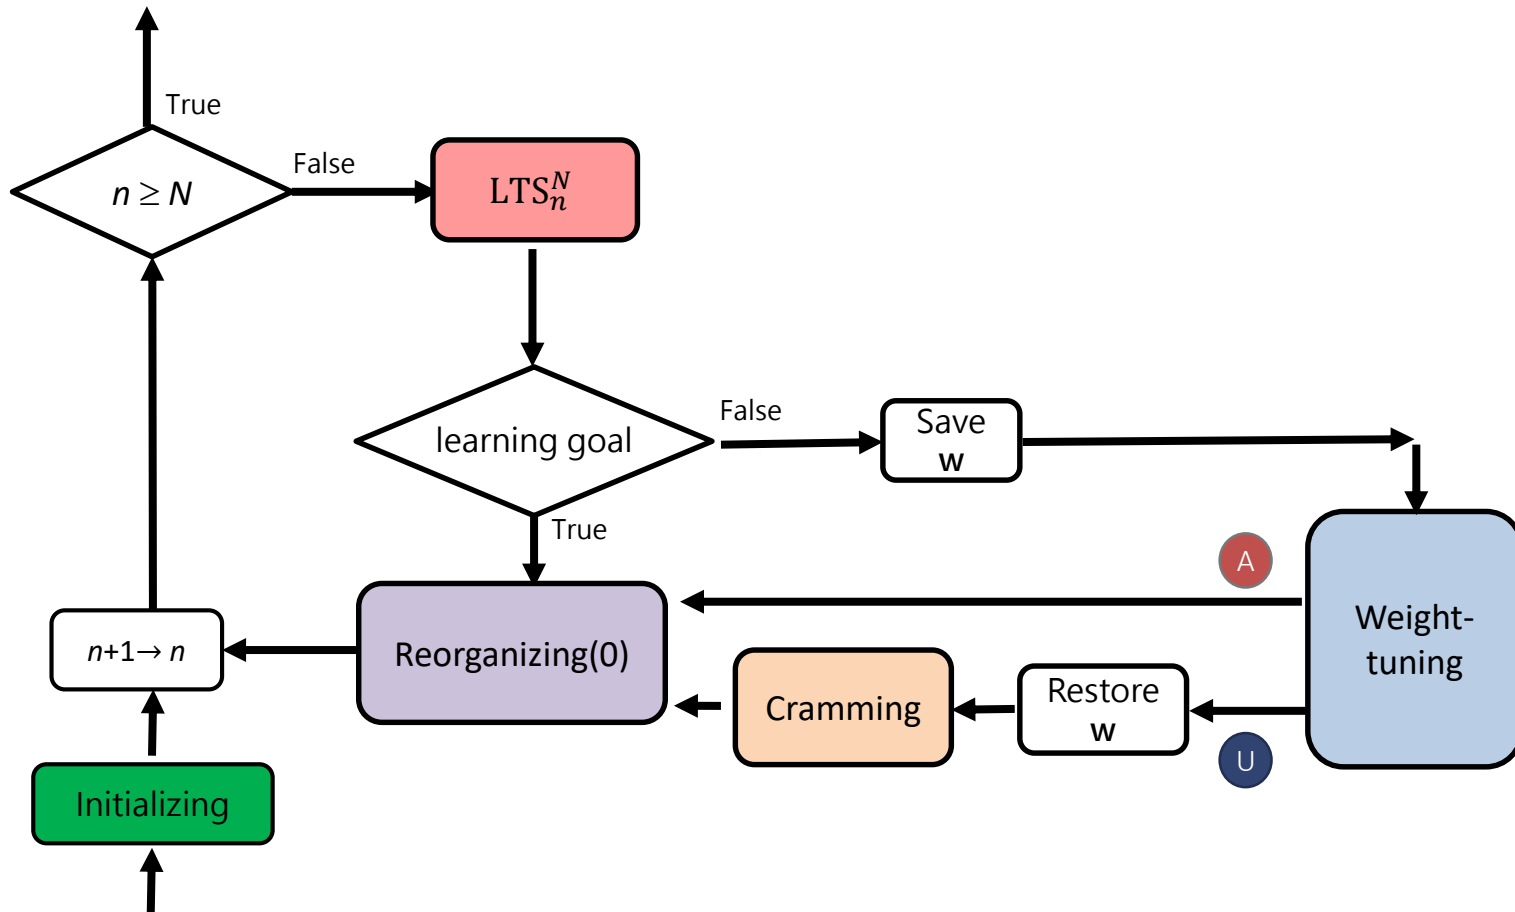 True
False
n ≥ N
LTS_n^N
False
learning goal
Save
w
True
A
Weight-
tuning
n+1→ n
Reorganizing(0)
Cramming
Restore
w
U
Initializing